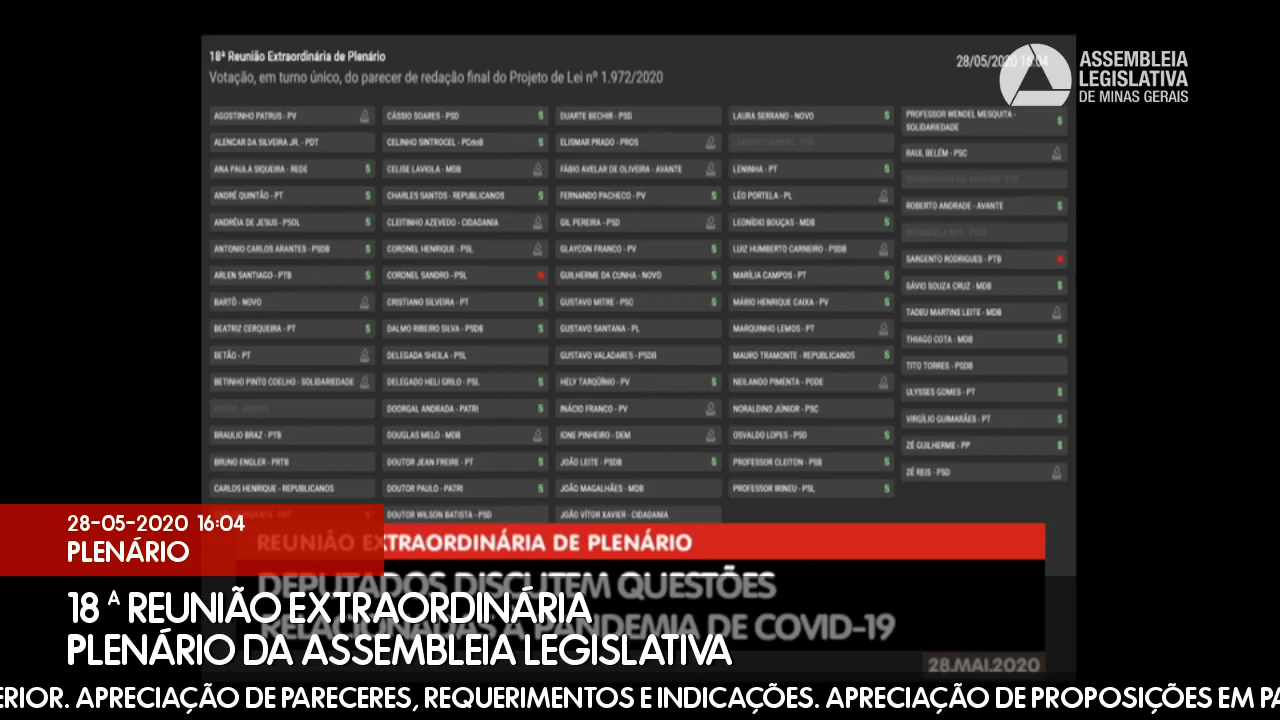 18ª Reunião Extraordinária de Plenário
28/05/2020 16:04
Votação, em turno único, do parecer de redação final do Projeto de Lei nº 1.972/2020
ASSEMBLEIA
LEGISLATIVA
DE MINAS GERAIS
AGOSTINHO PATRUS - PV
ALENCAR DA SILVEIRA JR. - PDT
ANA PAULA SIQUEIRA - REDE S
ANDRÉ QUINTÃO - PT S
ANDRÉIA DE JESUS - PSOL S
ANTONIO CARLOS ARANTES - PSDB S
ARLEN SANTIAGO - PTB S
BARTÔ - NOVO
BEATRIZ CERQUEIRA - PT S
BETÃO - PT
BETINHO PINTO COELHO - SOLIDARIEDADE
BRAULIO BRAZ - PTB
BRUNO ENGLER - PRTB
CARLOS HENRIQUE - REPUBLICANOS
CÁSSIO SOARES - PSD S
CELINHO SINTROCEL - PCdoB S
CELISE LAVIOLA - MDB
CHARLES SANTOS - REPUBLICANOS S
CLEITINHO AZEVEDO - CIDADANIA
CORONEL HENRIQUE - PSL
CORONEL SANDRO - PSL
CRISTIANO SILVEIRA - PT S
DALMO RIBEIRO SILVA - PSDB S
DELEGADA SHEILA - PSL
DELEGADO HELI GRILO - PSL S
DOORGAL ANDRADA - PATRI S
DOUGLAS MELO - MDB
DOUTOR JEAN FREIRE - PT S
DOUTOR PAULO - PATRI S
DOUTOR WILSON BATISTA - PSD
DUARTE BECHIR - PSD
ELISMAR PRADO - PROS
FÁBIO AVELAR DE OLIVEIRA - AVANTE
FERNANDO PACHECO - PV S
GIL PEREIRA - PSD
GLAYCON FRANCO - PV S
GUILHERME DA CUNHA - NOVO S
GUSTAVO MITRE - PSC S
GUSTAVO SANTANA - PL
GUSTAVO VALADARES - PSDB
HELY TARQÜÍNIO - PV S
INÁCIO FRANCO - PV
IONE PINHEIRO - DEM
JOÃO LEITE - PSDB S
JOÃO MAGALHÃES - MDB
JOÃO VÍTOR XAVIER - CIDADANIA
LAURA SERRANO - NOVO S
LENINHA - PT S
LÉO PORTELA - PL
LEONÍDIO BOUÇAS - MDB S
LUIZ HUMBERTO CARNEIRO - PSDB
MARÍLIA CAMPOS - PT S
MÁRIO HENRIQUE CAIXA - PV S
MARQUINHO LEMOS - PT
MAURO TRAMONTE - REPUBLICANOS S
NEILANDO PIMENTA - PODE
NORALDINO JÚNIOR - PSC
OSVALDO LOPES - PSD S
PROFESSOR CLEITON - PSB S
PROFESSOR IRINEU - PSL S
PROFESSOR WENDEL MESQUITA -
SOLIDARIEDADE S
RAUL BELÉM - PSC
ROBERTO ANDRADE - AVANTE S
SARGENTO RODRIGUES - PTB
SÁVIO SOUZA CRUZ - MDB S
TADEU MARTINS LEITE - MDB
THIAGO COTA - MDB S
TITO TORRES - PSDB
ULYSSES GOMES - PT S
VIRGÍLIO GUIMARÃES - PT S
ZÉ GUILHERME - PP S
ZÉ REIS - PSD
REUNIÃO EXTRAORDINÁRIA DE PLENÁRIO
DEPUTADOS DISCUTEM QUESTÕES
RELACIONADAS À PANDEMIA DE COVID-19
28.MAI.2020
28-05-2020 16:04
PLENÁRIO
18 ª REUNIÃO EXTRAORDINÁRIA
PLENÁRIO DA ASSEMBLEIA LEGISLATIVA
ERIOR. APRECIAÇÃO DE PARECERES, REQUERIMENTOS E INDICAÇÕES. APRECIAÇÃO DE PROPOSIÇÕES EM PA